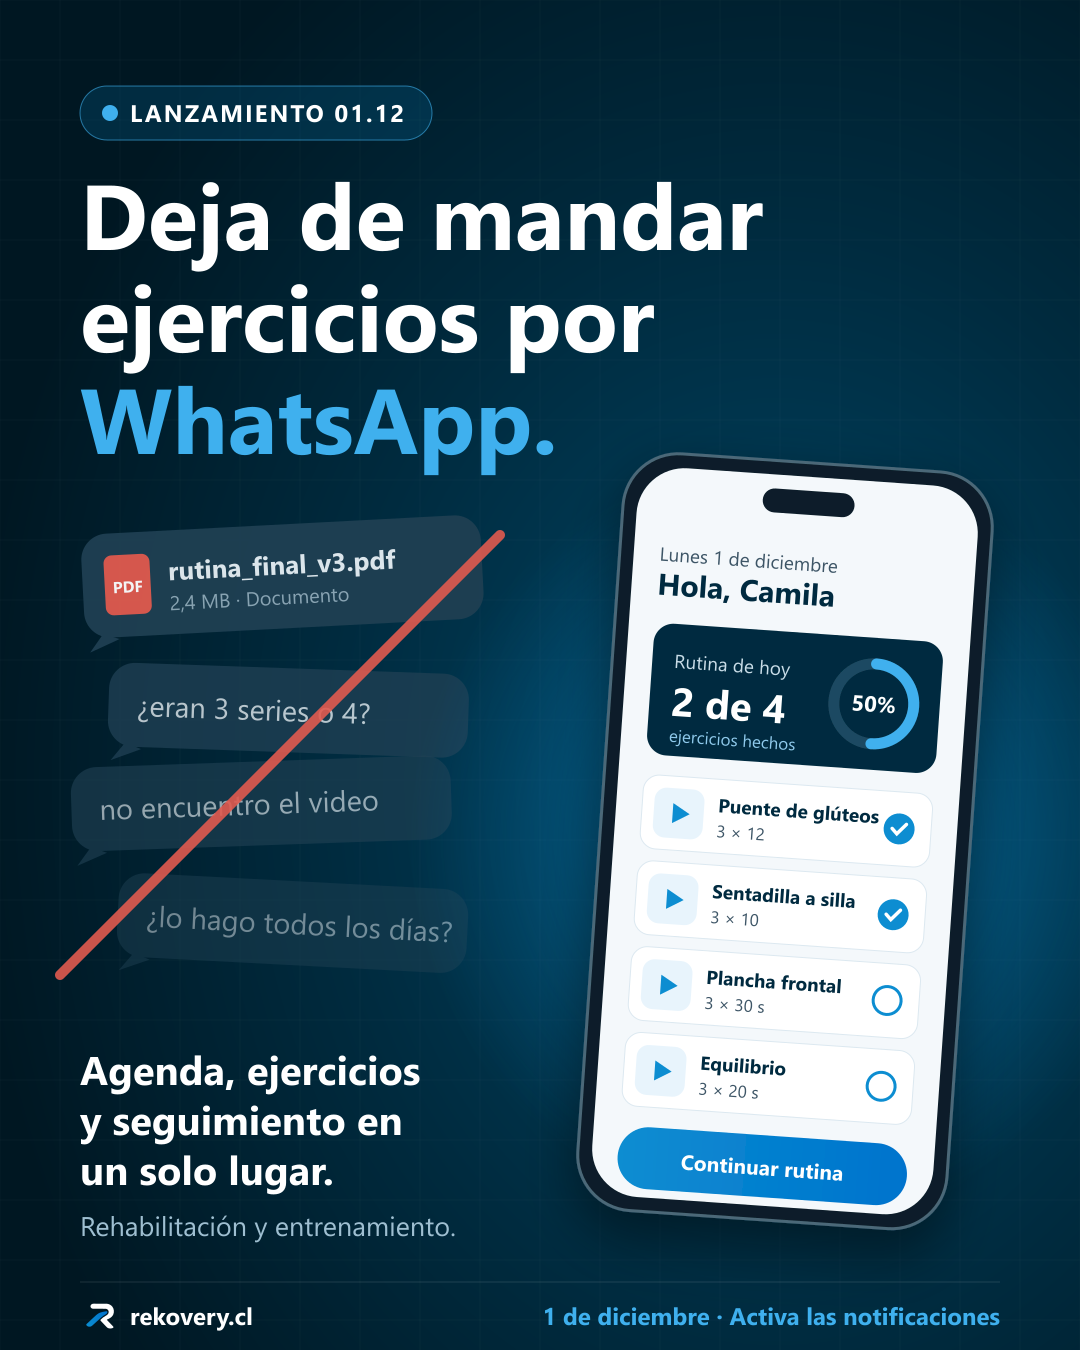 LANZAMIENTO 01.12
Deja de mandar
ejercicios por
WhatsApp.
PDF
rutina_final_v3.pdf
2,4 MB · Documento
¿eran 3 series o 4?
no encuentro el video
¿lo hago todos los días?
Lunes 1 de diciembre
Hola, Camila
Rutina de hoy
2 de 4
ejercicios hechos
50%
Puente de glúteos
3 × 12
Sentadilla a silla
3 × 10
Plancha frontal
3 × 30 s
Equilibrio
3 × 20 s
Continuar rutina
Agenda, ejercicios
y seguimiento en
un solo lugar.
Rehabilitación y entrenamiento.
rekovery.cl
1 de diciembre · Activa las notificaciones